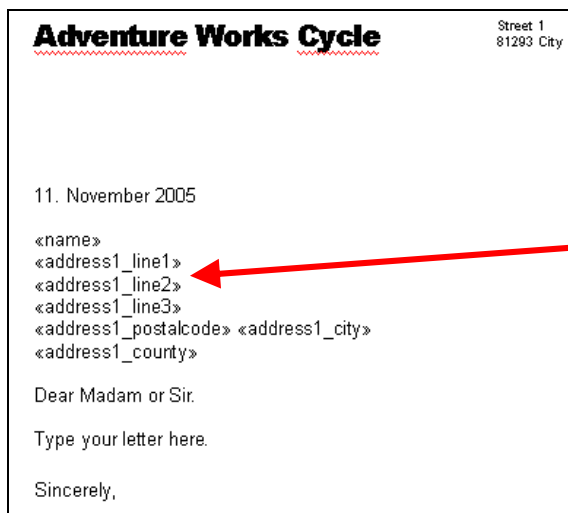 Adventure Works Cycle
Street 1
81293 City
11. November 2005
«name»
«address1_line1»
«address1_line2»
«address1_line3»
«address1_postalcode» «address1_city»
«address1_county»
Dear Madam or Sir.
Type your letter here.
Sincerely,